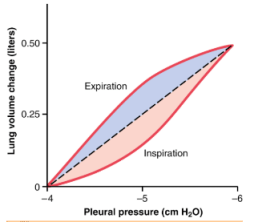 Lung volume change (liters)
0.50
Expiration
0.25
Inspiration
0
−4
−5
−6
Pleural pressure (cm H₂O)